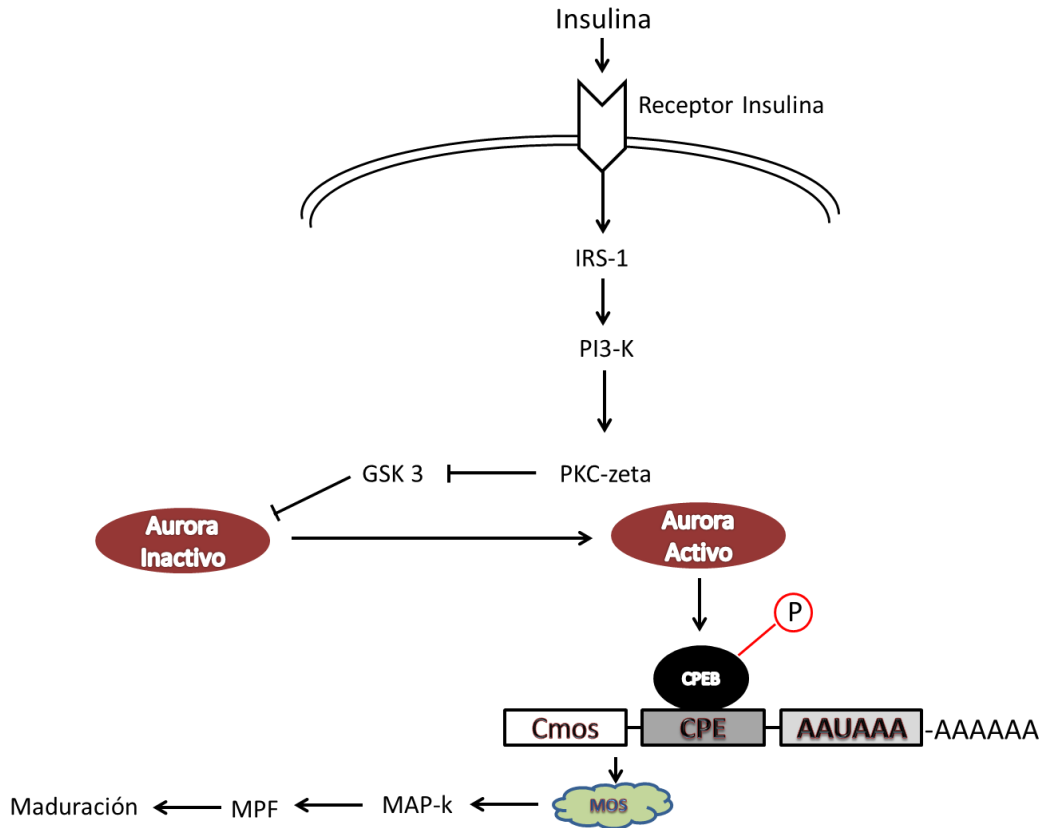 Insulina
Receptor Insulina
IRS-1
PI3-K
GSK 3
PKC-zeta
Aurora
Inactivo
Aurora
Activo
P
CPEB
Cmos
CPE
AAUAAA
-AAAAAA
Maduración
MPF
MAP-k
MOS